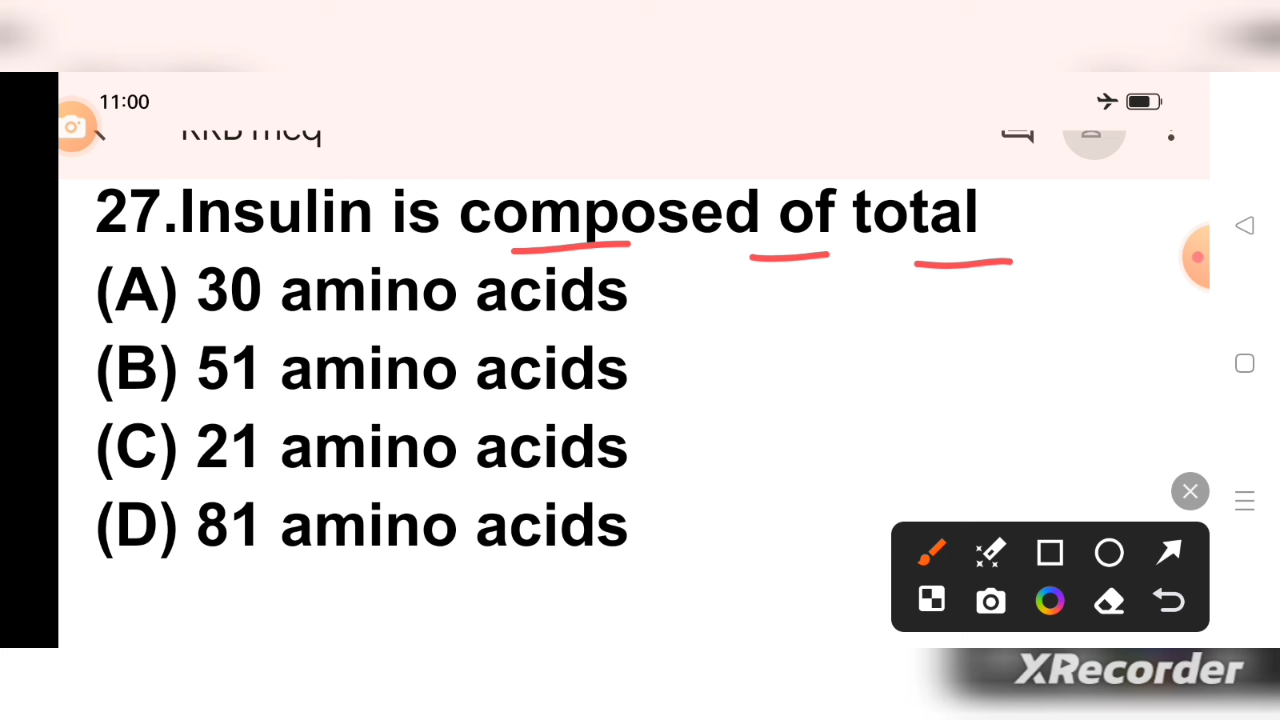 11:00
27.Insulin is composed of total
(A) 30 amino acids
(B) 51 amino acids
(C) 21 amino acids
(D) 81 amino acids
XRecorder